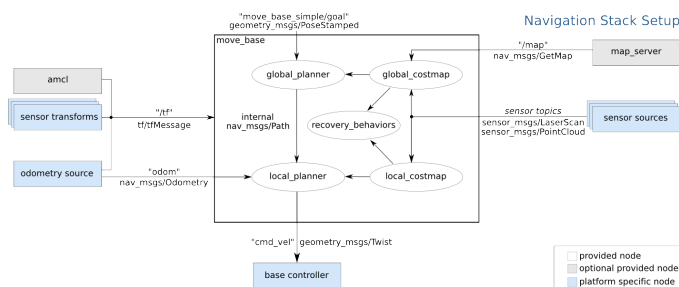 "move_base_simple/goal"
geometry_msgs/PoseStamped
Navigation Stack Setup
move_base
"/map"
nav_msgs/GetMap
map_server
global_planner
global_costmap
amcl
sensor transforms
"/tf"
tf/tfMessage
internal
nav_msgs/Path
recovery_behaviors
sensor topics
sensor_msgs/LaserScan
sensor_msgs/PointCloud
sensor sources
odometry source
"odom"
nav_msgs/Odometry
local_planner
local_costmap
"cmd_vel" geometry_msgs/Twist
base controller
provided node
optional provided node
platform specific node